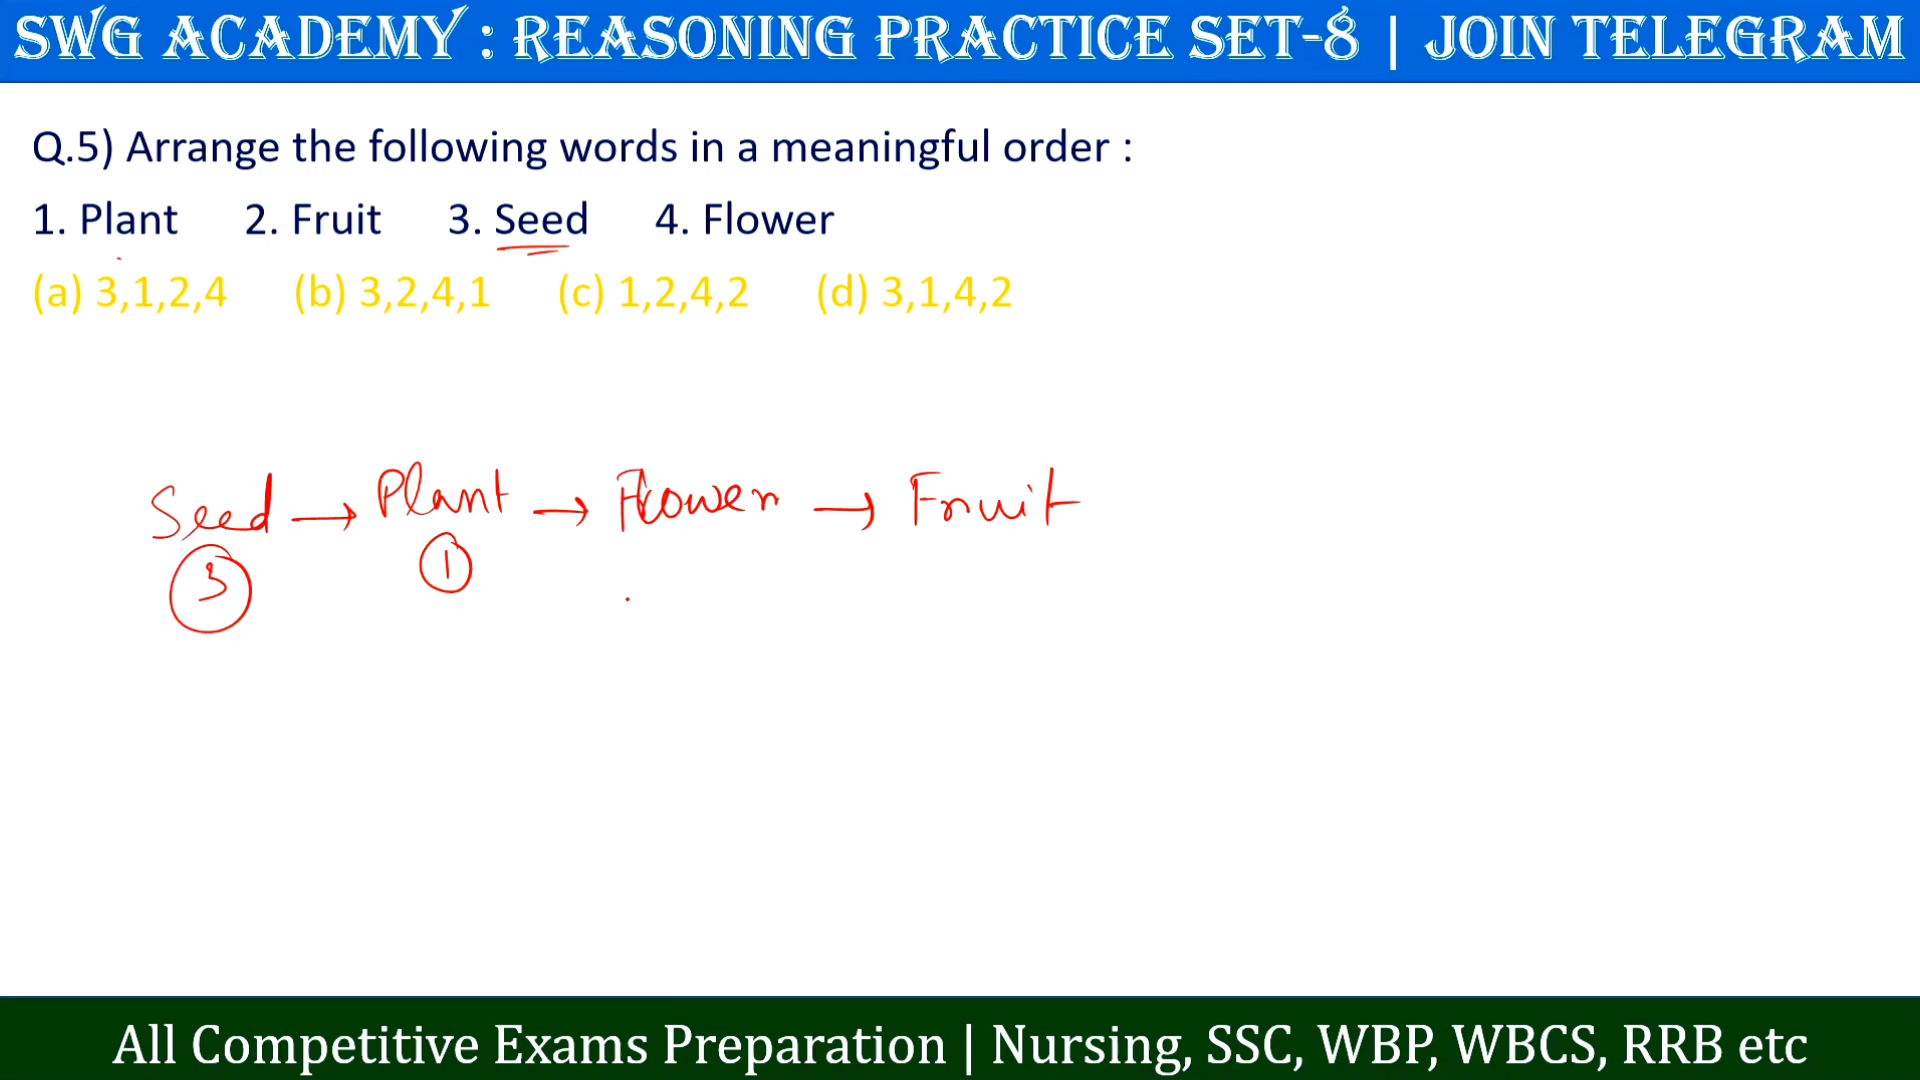 SWG ACADEMY : REASONING PRACTICE SET-8 | JOIN TELEGRAM
Q.5) Arrange the following words in a meaningful order :
1. Plant 2. Fruit 3. Seed 4. Flower
(a) 3,1,2,4 (b) 3,2,4,1 (c) 1,2,4,2 (d) 3,1,4,2
Seed → Plant → Flower → Fruit
3 1
All Competitive Exams Preparation | Nursing, SSC, WBP, WBCS, RRB etc